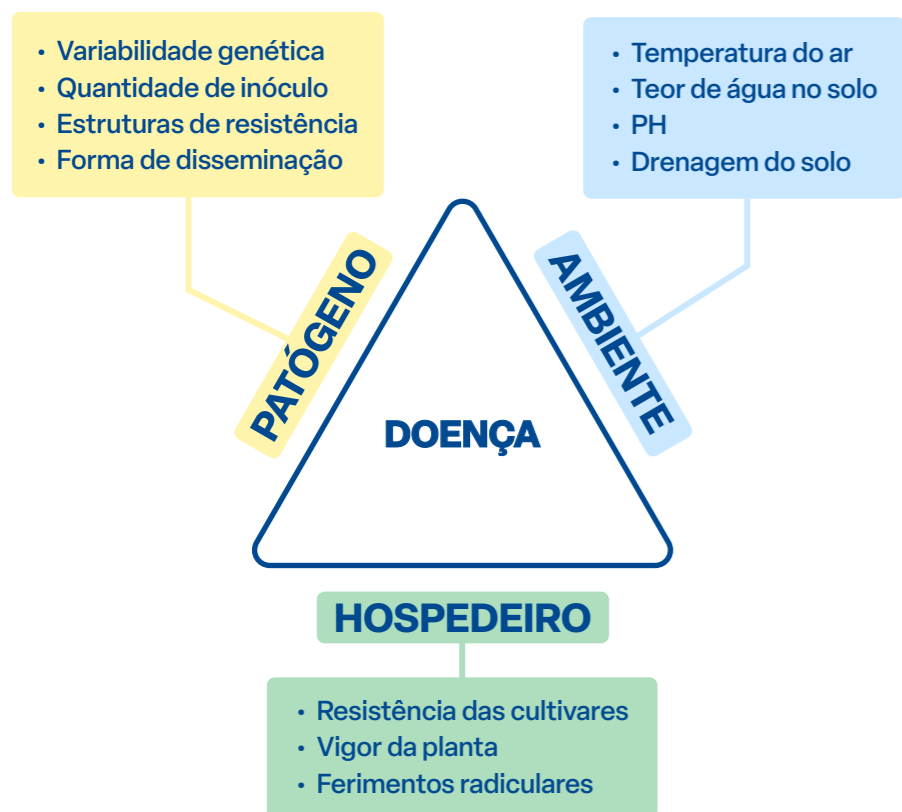 • Variabilidade genética
• Quantidade de inóculo
• Estruturas de resistência
• Forma de disseminação
• Temperatura do ar
• Teor de água no solo
• PH
• Drenagem do solo
PATÓGENO
AMBIENTE
DOENÇA
HOSPEDEIRO
• Resistência das cultivares
• Vigor da planta
• Ferimentos radiculares